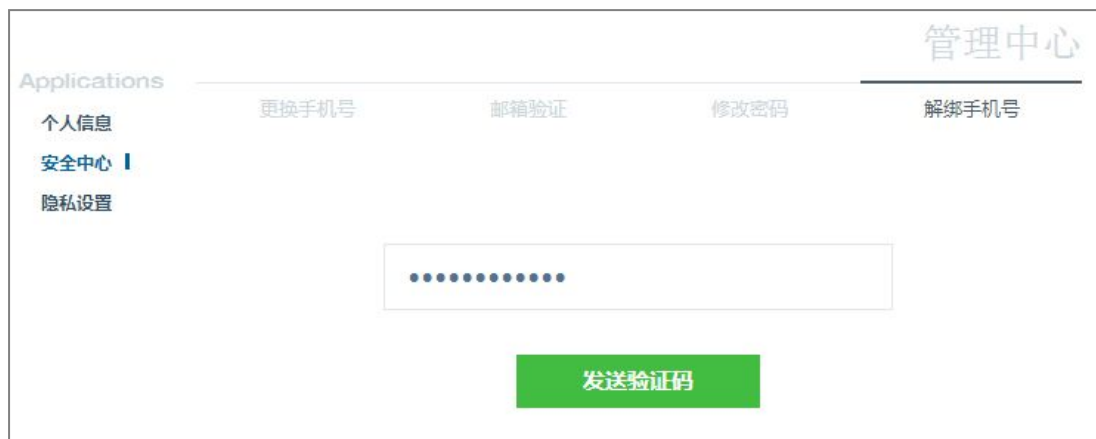 管理中心
Applications
更换手机号 邮箱验证 修改密码 解绑手机号
个人信息
安全中心
隐私设置
••••••••••••
发送验证码